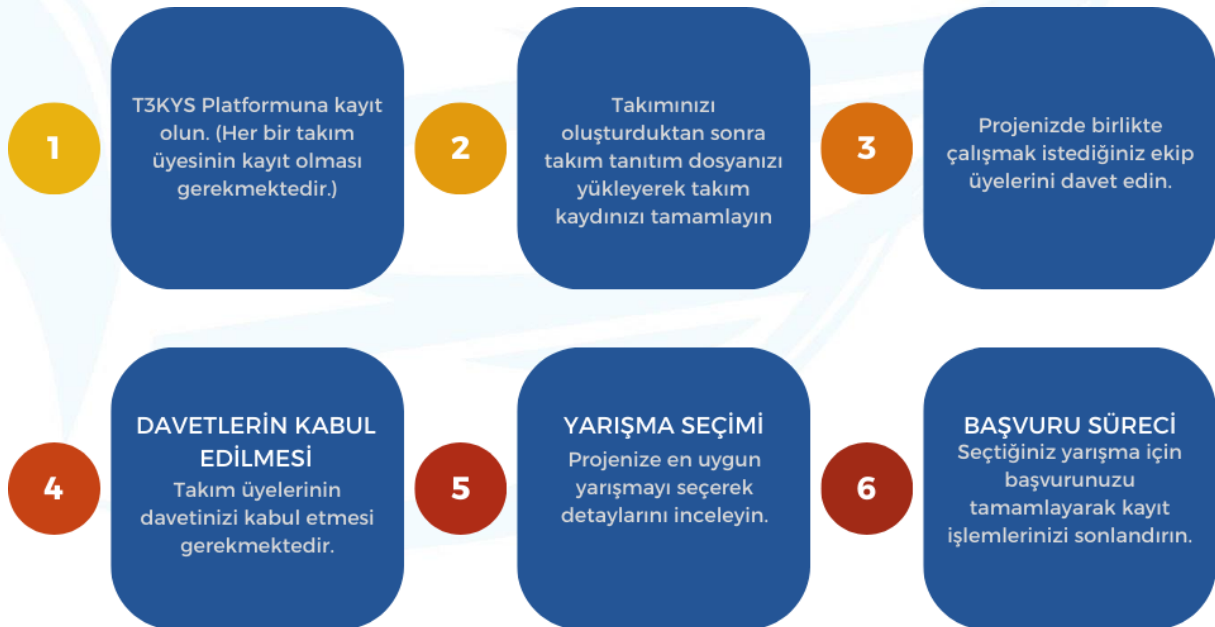 1
T3KYS Platformuna kayıt
olun. (Her bir takım
üyesinin kayıt olması
gerekmektedir.)
2
Takımınızı
oluşturduktan sonra
takım tanıtım dosyanızı
yükleyerek takım
kaydınızı tamamlayın
3
Projenizde birlikte
çalışmak istediğiniz ekip
üyelerini davet edin.
4
DAVETLERİN KABUL
EDİLMESİ
Takım üyelerinin
davetinizi kabul etmesi
gerekmektedir.
5
YARIŞMA SEÇİMİ
Projenize en uygun
yarışmayı seçerek
detaylarını inceleyin.
6
BAŞVURU SÜRECİ
Seçtiğiniz yarışma için
başvurunuzu
tamamlayarak kayıt
işlemlerinizi sonlandırın.